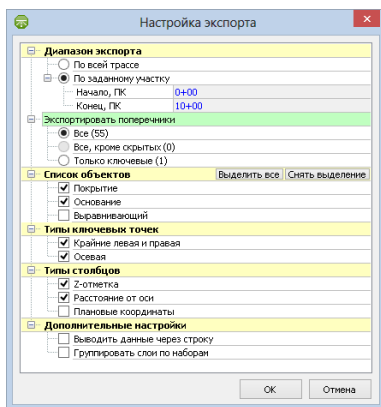 Настройка экспорта
Диапазон экспорта
По всей трассе
По заданному участку
Начало, ПК 0+00
Конец, ПК 10+00
Экспортировать поперечники
Все (55)
Все, кроме скрытых (0)
Только ключевые (1)
Список объектов Выделить все Снять выделение
Покрытие
Основание
Выравнивающий
Типы ключевых точек
Крайние левая и правая
Осевая
Типы столбцов
Z-отметка
Расстояние от оси
Плановые координаты
Дополнительные настройки
Выводить данные через строку
Группировать слои по наборам
ОК Отмена